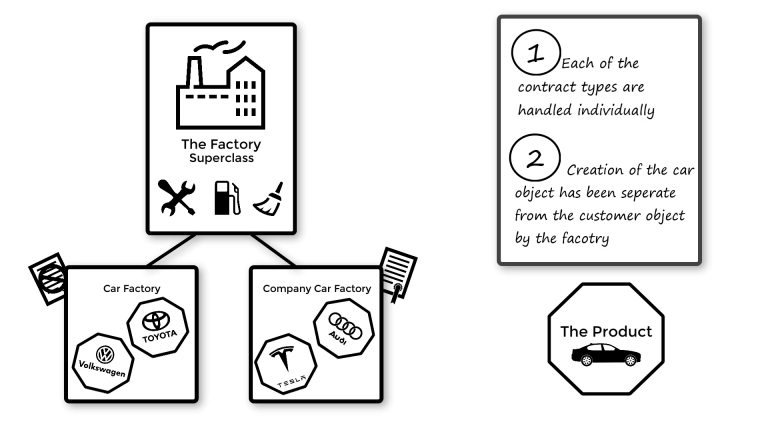 The Factory
Superclass
Car Factory
TOYOTA
Volkswagen
Company Car Factory
Audi
TESLA
1 Each of the
contract types are
handled individually
2 Creation of the car
object has been seperate
from the customer object
by the facotry
The Product